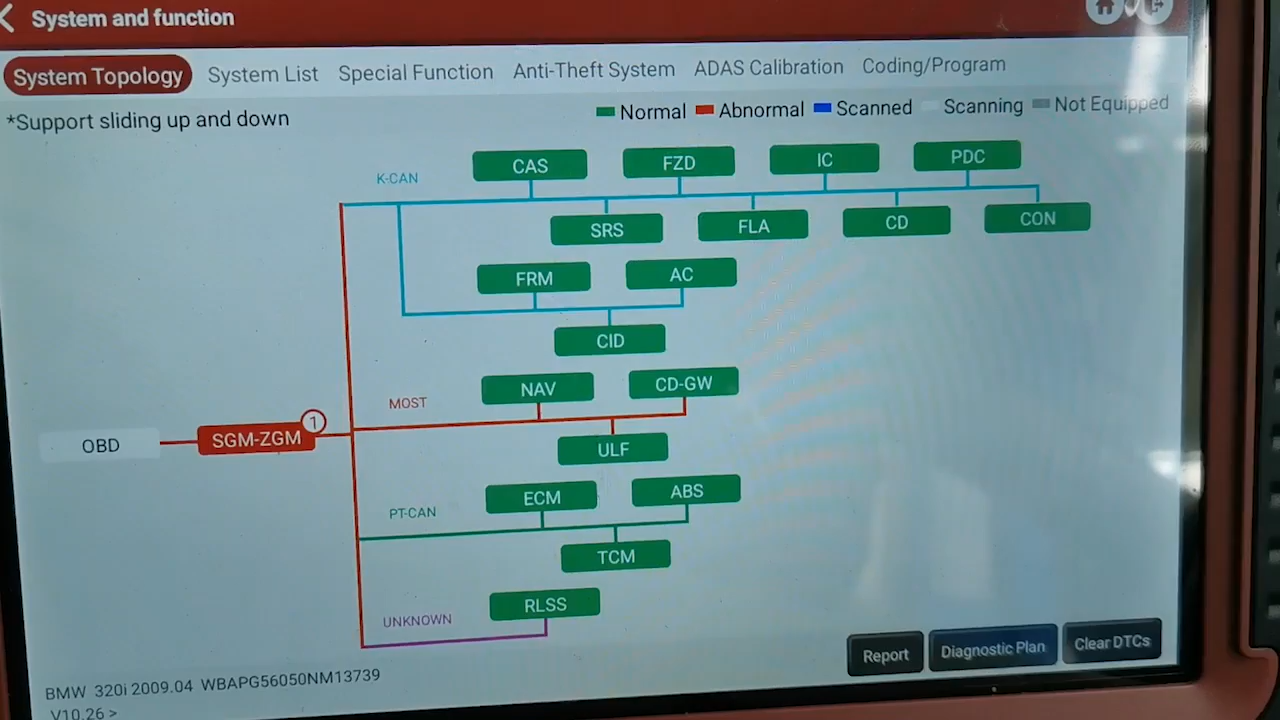 System and function
System Topology System List Special Function Anti-Theft System ADAS Calibration Coding/Program
*Support sliding up and down
Normal Abnormal Scanned Scanning Not Equipped
K-CAN
CAS FZD IC PDC
SRS FLA CD CON
FRM AC
CID
MOST
NAV CD-GW
ULF
OBD SGM-ZGM 1
PT-CAN
ECM ABS
TCM
UNKNOWN
RLSS
Report Diagnostic Plan Clear DTCs
BMW 320i 2009.04 WBAPG56050NM13739
V10.26 >